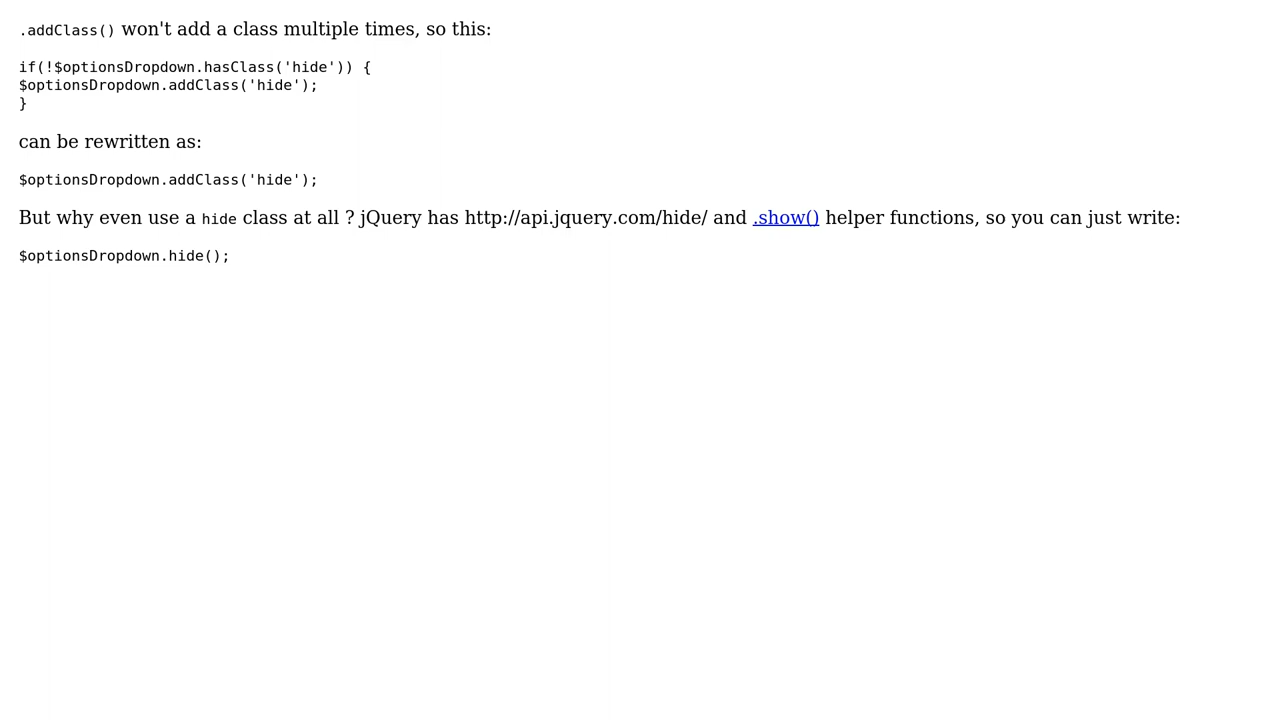 .addClass() won't add a class multiple times, so this:
if(!$optionsDropdown.hasClass('hide')) {
$optionsDropdown.addClass('hide');
}
can be rewritten as:
$optionsDropdown.addClass('hide');
But why even use a hide class at all ? jQuery has http://api.jquery.com/hide/ and .show() helper functions, so you can just write:
$optionsDropdown.hide();